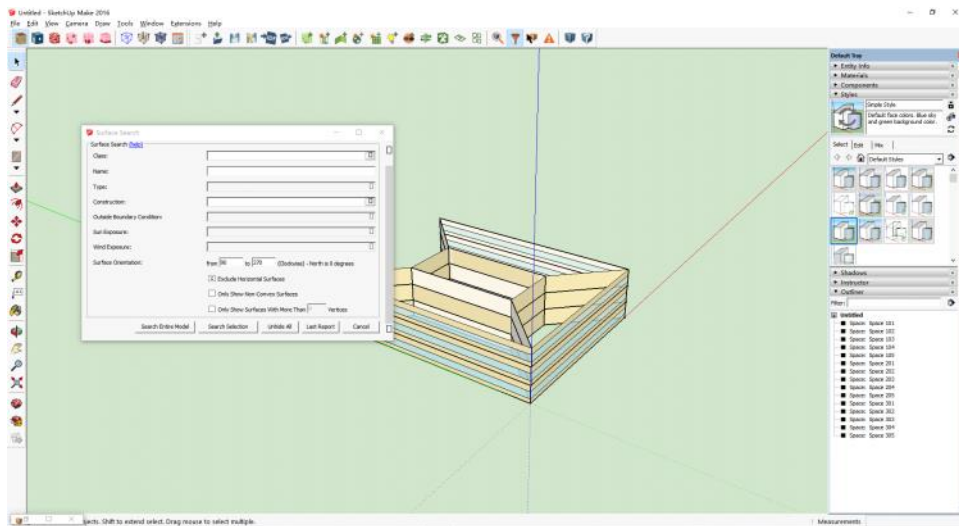 Untitled - SketchUp Make 2016
File Edit View Camera Draw Tools Window Extensions Help
Surface Search
Surface Search (help)
Class:
Name:
Type:
Construction:
Outside Boundary Condition:
Sun Exposure:
Wind Exposure:
Surface Orientation: from 90 to 270 (Clockwise) - North is 0 degrees
Exclude Horizontal Surfaces
Only Show Non-Convex Surfaces
Only Show Surfaces With More Than Vertices
Search Entire Model Search Selection Unhide All Last Report Cancel
Default Tray
Entity Info
Materials
Components
Styles
Simple Style
Default face colors. Blue sky
and green background color.
Select Edit Mix
Default Styles
Shadows
Instructor
Outliner
Filter:
Untitled
Space: Space 101
Space: Space 102
Space: Space 103
Space: Space 104
Space: Space 201
Space: Space 202
Space: Space 203
Space: Space 204
Space: Space 205
Space: Space 301
Space: Space 302
Space: Space 303
Space: Space 304
Space: Space 305
jects. Shift to extend select. Drag mouse to select multiple.
Measurements